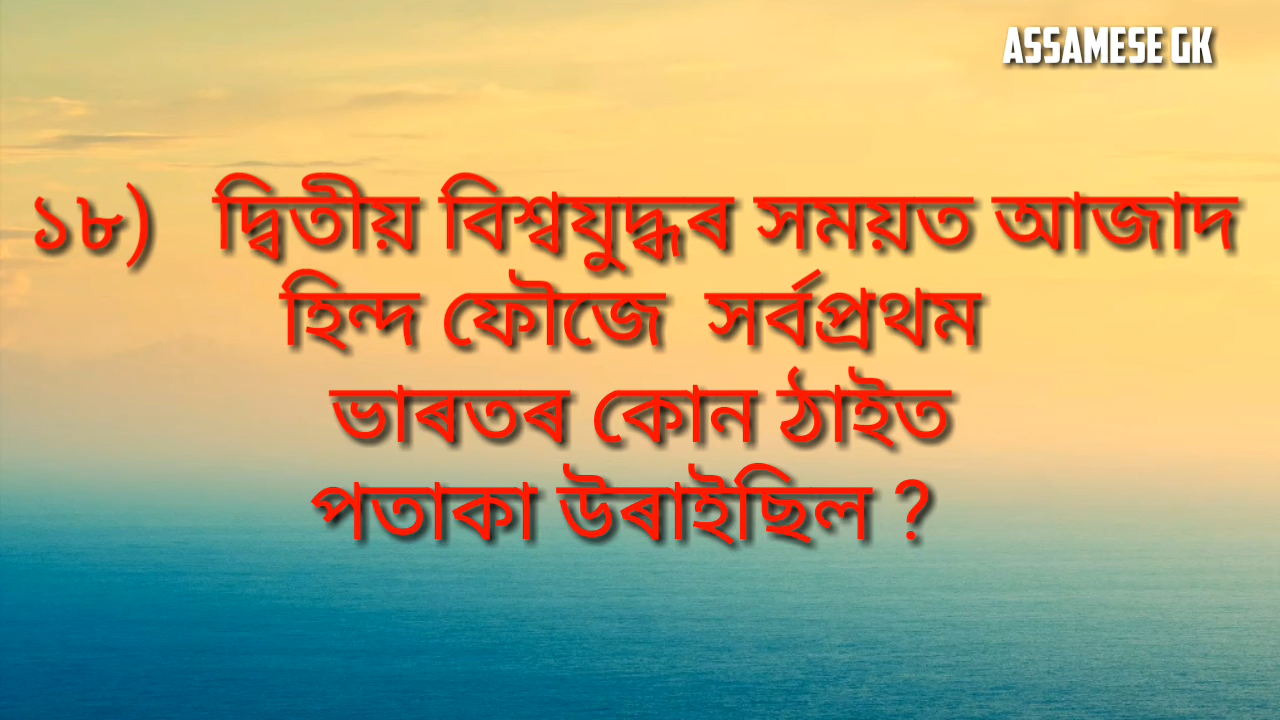 ASSAMESE GK
১৮) দ্বিতীয় বিশ্বযুদ্ধৰ সময়ত আজাদ
হিন্দ ফৌজে সৰ্বপ্ৰথম
ভাৰতৰ কোন ঠাইত
পতাকা উৰাইছিল ?